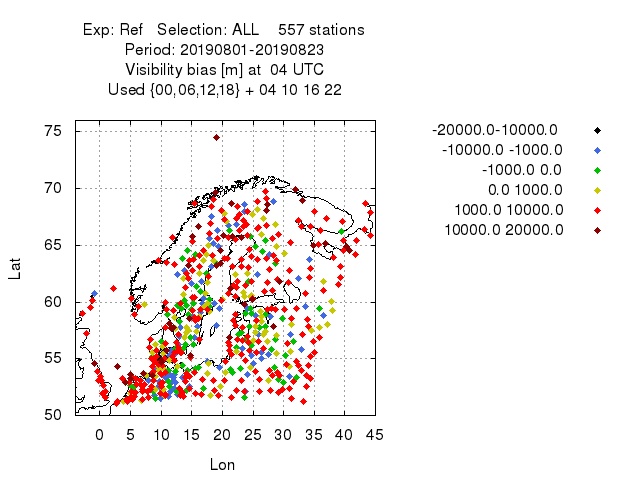 Exp: Ref   Selection: ALL    557 stations
Period: 20190801-20190823
Visibility bias [m] at  04 UTC
Used {00,06,12,18} + 04 10 16 22
-20000.0-10000.0
-10000.0 -1000.0
-1000.0 0.0
0.0 1000.0
1000.0 10000.0
10000.0 20000.0
75
70
65
60
55
50
Lat
0 5 10 15 20 25 30 35 40 45
Lon